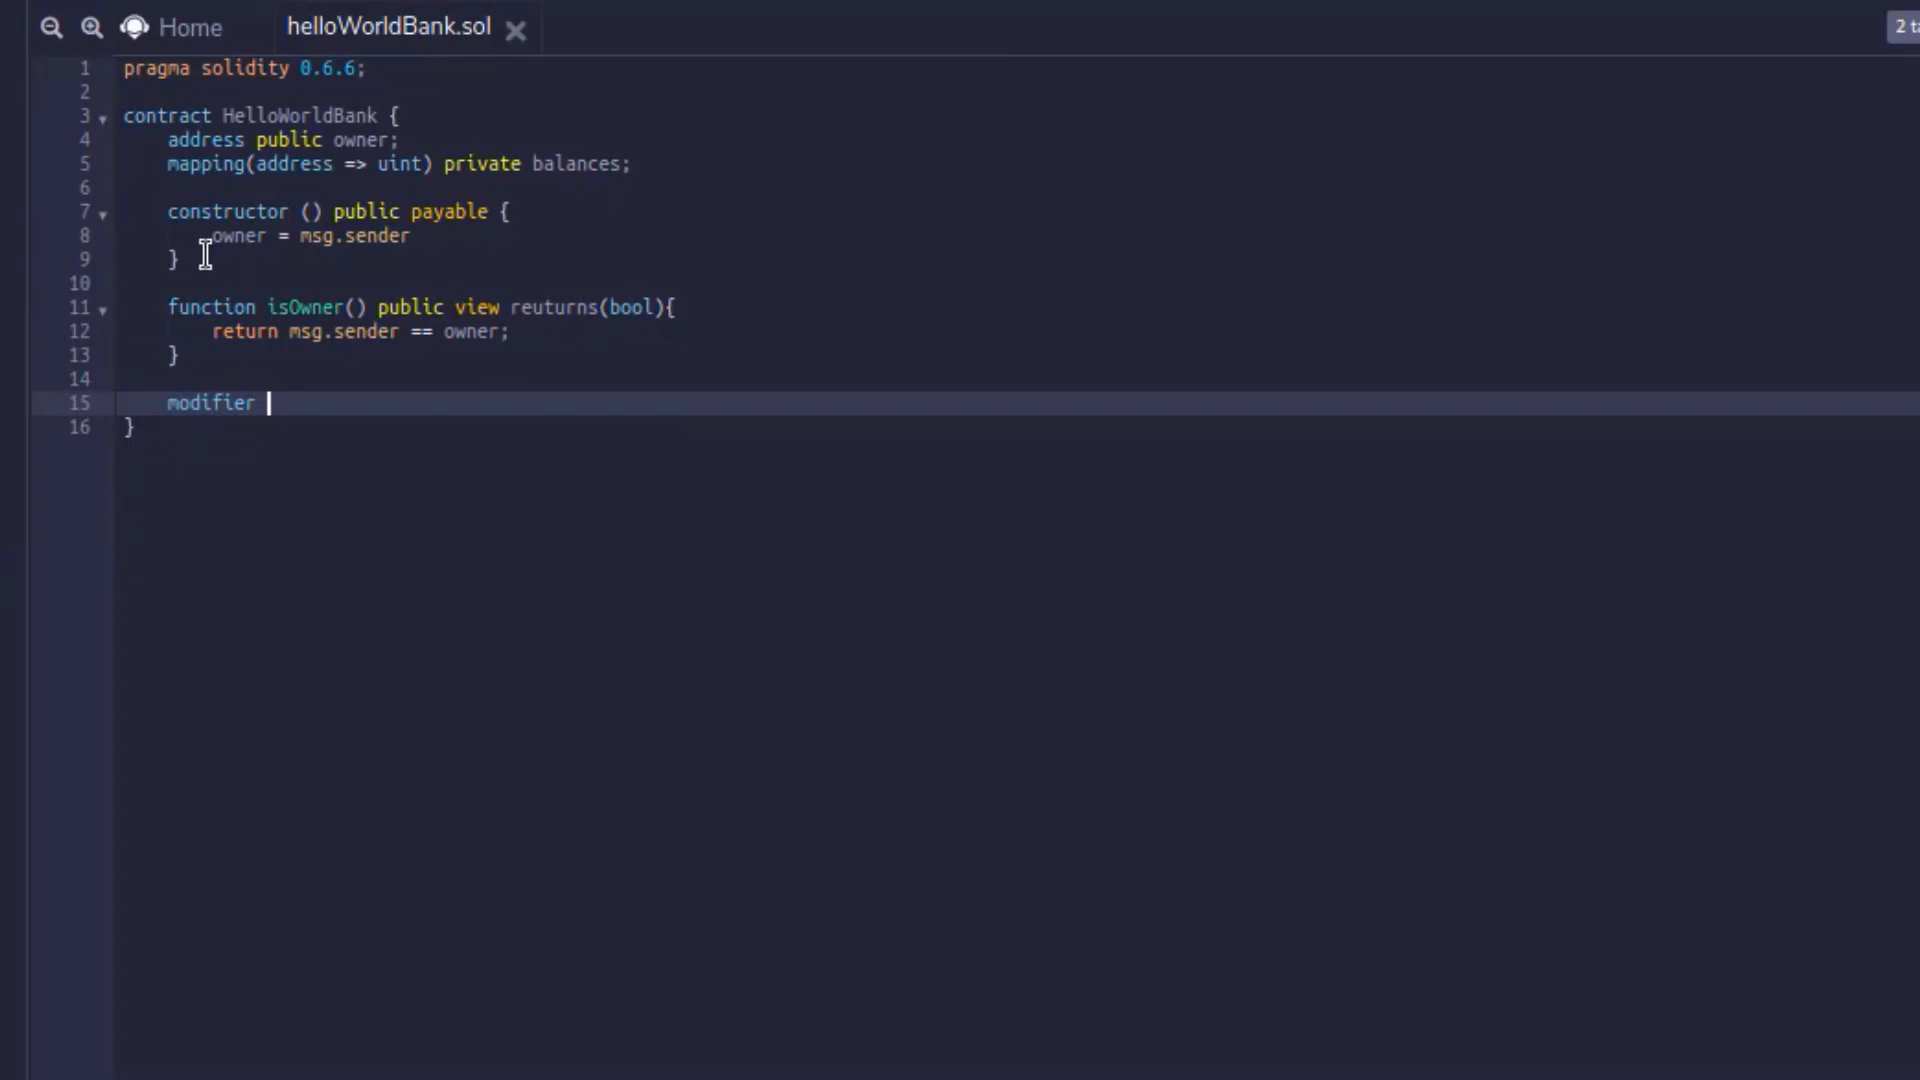 Home helloWorldBank.sol 2 t
1 pragma solidity 0.6.6;
2
3 contract HelloWorldBank {
4 address public owner;
5 mapping(address => uint) private balances;
6
7 constructor () public payable {
8 owner = msg.sender
9 }
10
11 function isOwner() public view reuturns(bool){
12 return msg.sender == owner;
13 }
14
15 modifier
16 }